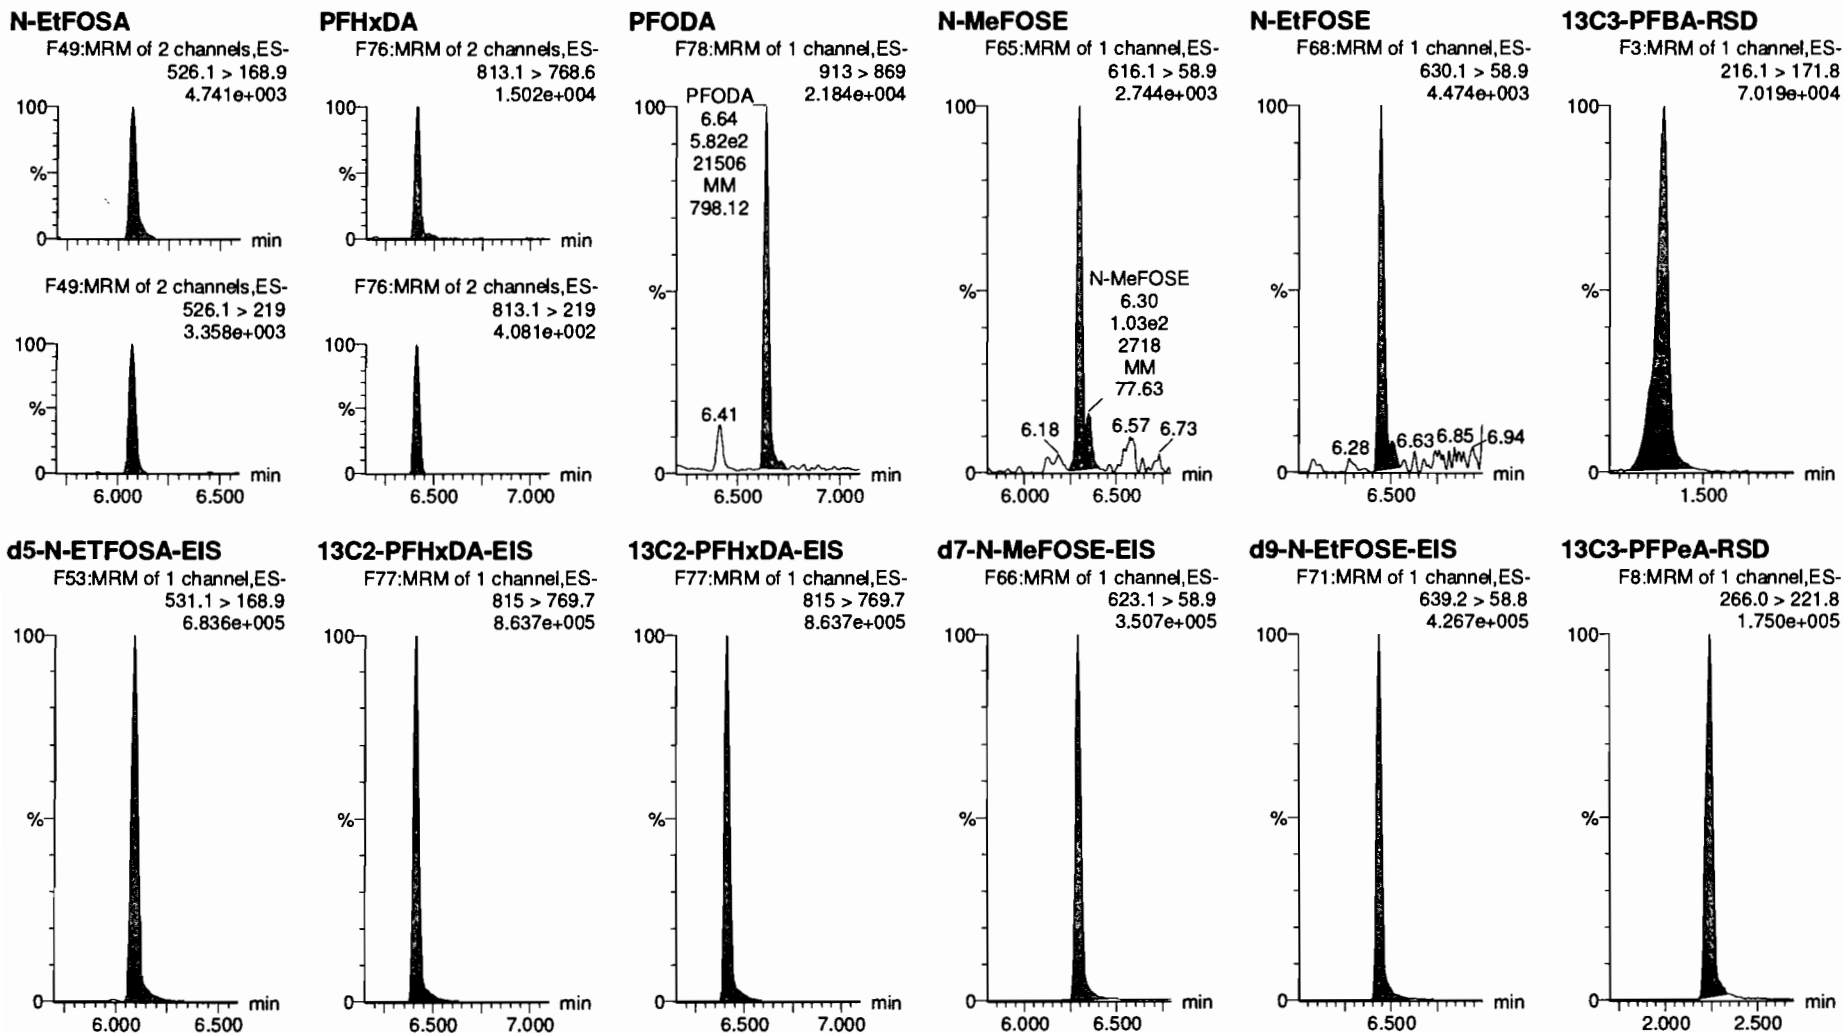 N-EtFOSA
F49:MRM of 2 channels,ES-
526.1 > 168.9
4.741e+003
100
%
0
min
F49:MRM of 2 channels,ES-
526.1 > 219
3.358e+003
100
%
0
min
6.000 6.500
PFHxDA
F76:MRM of 2 channels,ES-
813.1 > 768.6
1.502e+004
100
%
0
min
F76:MRM of 2 channels,ES-
813.1 > 219
4.081e+002
100
%
0
min
6.500 7.000
PFODA
F78:MRM of 1 channel,ES-
913 > 869
2.184e+004
100
PFODA
6.64
5.82e2
21506
MM
798.12
%
6.41
0
min
6.500 7.000
N-MeFOSE
F65:MRM of 1 channel,ES-
616.1 > 58.9
2.744e+003
100
%
N-MeFOSE
6.30
1.03e2
2718
MM
77.63
6.18 6.57 6.73
0
min
6.000 6.500
N-EtFOSE
F68:MRM of 1 channel,ES-
630.1 > 58.9
4.474e+003
100
%
6.28 6.63 6.85 6.94
0
min
6.500
13C3-PFBA-RSD
F3:MRM of 1 channel,ES-
216.1 > 171.8
7.019e+004
100
%
0
min
1.500
d5-N-ETFOSA-EIS
F53:MRM of 1 channel,ES-
531.1 > 168.9
6.836e+005
100
%
0
min
6.000 6.500
13C2-PFHxDA-EIS
F77:MRM of 1 channel,ES-
815 > 769.7
8.637e+005
100
%
0
min
6.500 7.000
13C2-PFHxDA-EIS
F77:MRM of 1 channel,ES-
815 > 769.7
8.637e+005
100
%
0
min
6.500 7.000
d7-N-MeFOSE-EIS
F66:MRM of 1 channel,ES-
623.1 > 58.9
3.507e+005
100
%
0
min
6.000 6.500
d9-N-EtFOSE-EIS
F71:MRM of 1 channel,ES-
639.2 > 58.8
4.267e+005
100
%
0
min
6.500
13C3-PFPeA-RSD
F8:MRM of 1 channel,ES-
266.0 > 221.8
1.750e+005
100
%
0
min
2.000 2.500